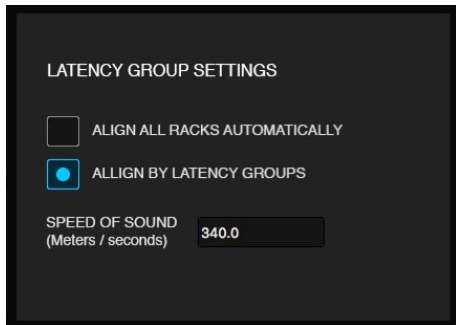 LATENCY GROUP SETTINGS
ALIGN ALL RACKS AUTOMATICALLY
ALLIGN BY LATENCY GROUPS
SPEED OF SOUND
(Meters / seconds)
340.0